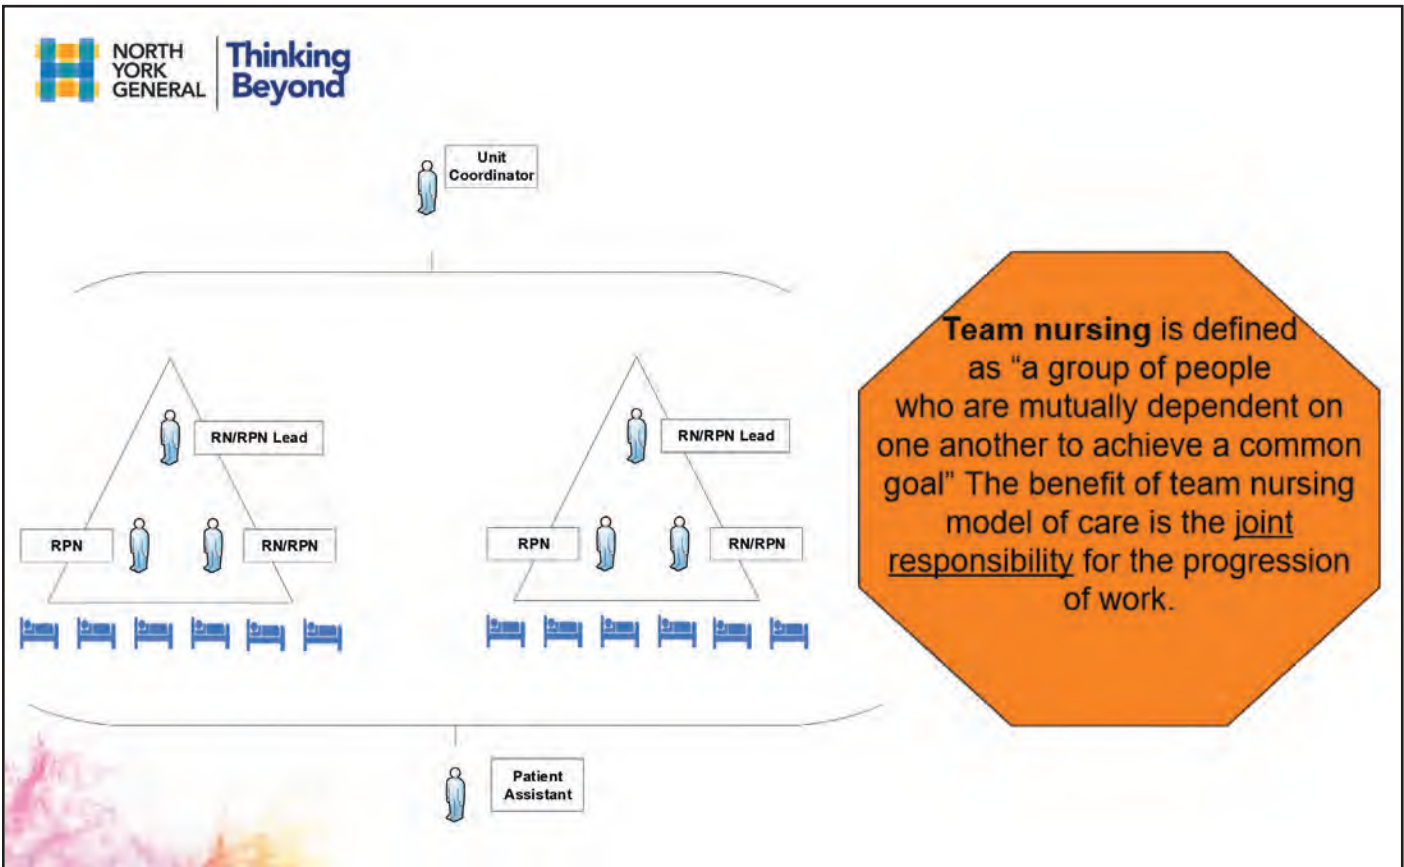 NORTH
YORK
GENERAL
Thinking
Beyond
Unit
Coordinator
RN/RPN Lead
RPN
RN/RPN
RN/RPN Lead
RPN
RN/RPN
Patient
Assistant
Team nursing is defined
as “a group of people
who are mutually dependent on
one another to achieve a common
goal” The benefit of team nursing
model of care is the joint
responsibility for the progression
of work.